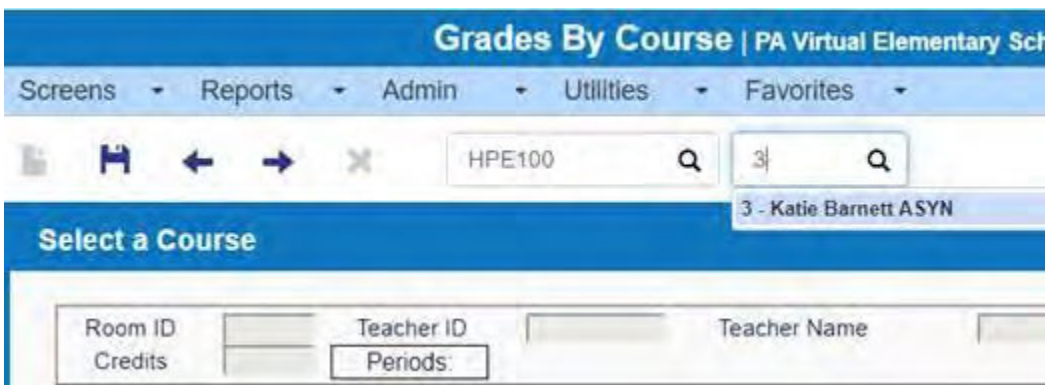 Grades By Course | PA Virtual Elementary Sch
Screens Reports Admin Utilities Favorites
HPE100 3
3 - Katie Barnett ASYN
Select a Course
Room ID Teacher ID Teacher Name
Credits Periods: